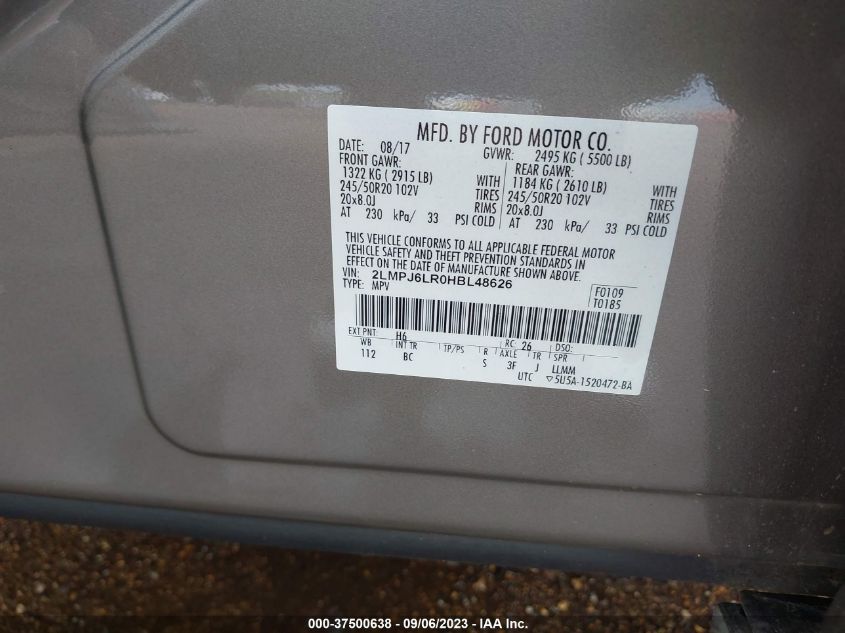 MFD. BY FORD MOTOR CO.
DATE: 08/17 GVWR: 2495 KG ( 5500 LB)
FRONT GAWR: REAR GAWR:
1322 KG ( 2915 LB) WITH 1184 KG ( 2610 LB) WITH
245/50R20 102V TIRES 245/50R20 102V TIRES
20x8.0J RIMS 20x8.0J RIMS
AT 230 kPa/ 33 PSI COLD AT 230 kPa/ 33 PSI COLD
THIS VEHICLE CONFORMS TO ALL APPLICABLE FEDERAL MOTOR
VEHICLE SAFETY AND THEFT PREVENTION STANDARDS IN
EFFECT ON THE DATE OF MANUFACTURE SHOWN ABOVE.
VIN: 2LMPJ6LR0HBL48626
TYPE: MPV
F0109
T0185
EXT PNT: H6 RC: 26 DSO:
WB INT TR TP/PS R AXLE TR SPR
112 BC S 3F J LLMM
UTC ▽5U5A-1520472-BA
000-37500638 - 09/06/2023 - IAA Inc.